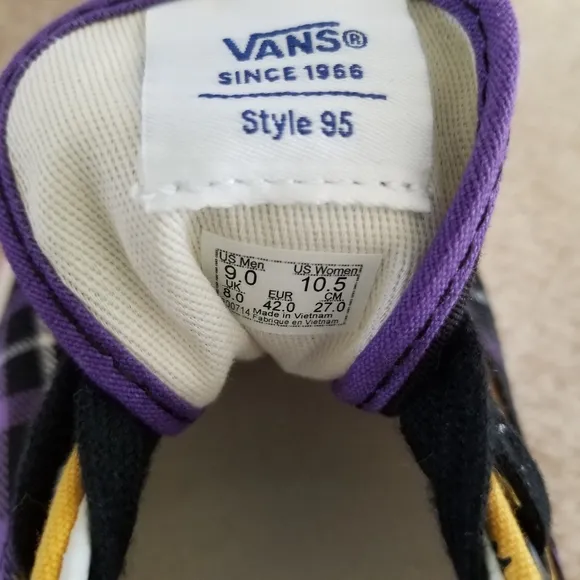 VANS®
SINCE 1966
Style 95
US Men US Women
9.0 10.5
UK EUR CM
8.0 42.0 27.0
Made in Vietnam
Fabrique en Vietnam